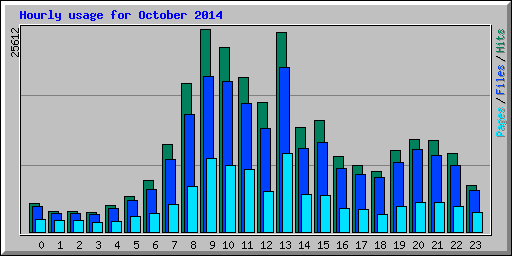 Hourly usage for October 2014
25612
Pages/Files/Hits
0 1 2 3 4 5 6 7 8 9 10 11 12 13 14 15 16 17 18 19 20 21 22 23